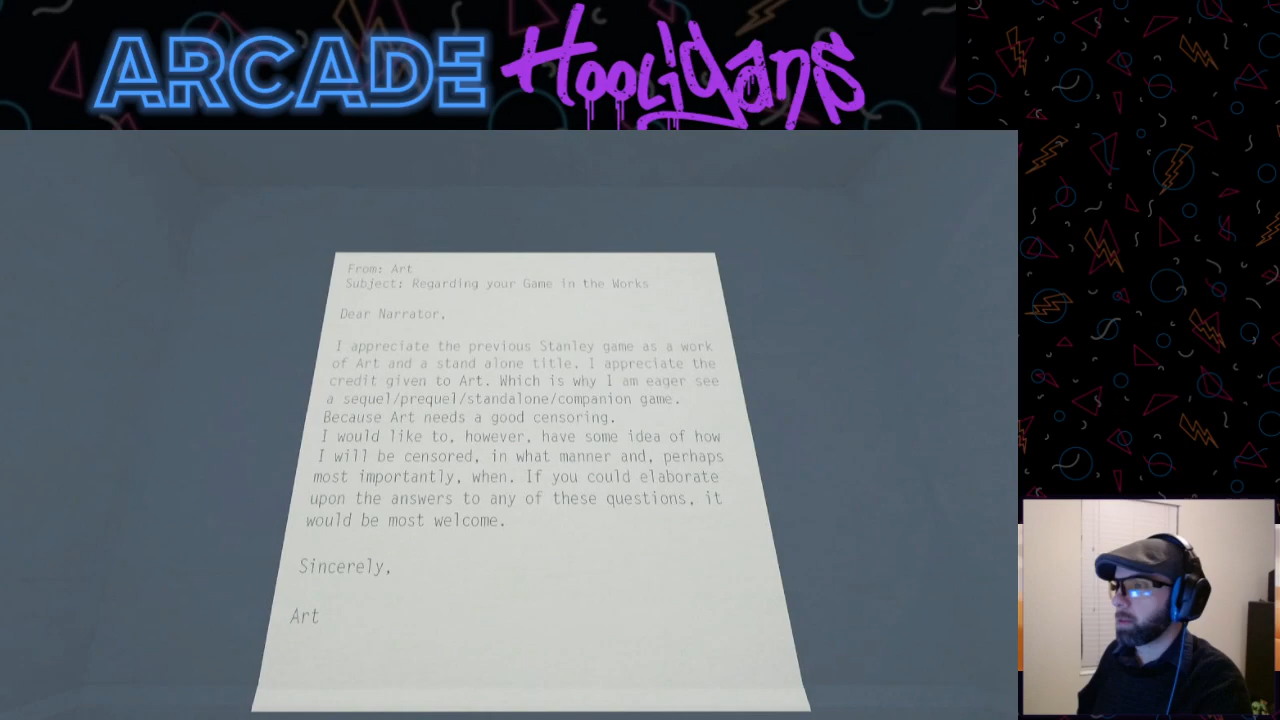 ARCADE Hooligans
From: Art
Subject: Regarding your Game in the Works
Dear Narrator,
I appreciate the previous Stanley game as a work
of Art and a stand alone title, I appreciate the
credit given to Art. Which is why I am eager see
a sequel/prequel/standalone/companion game.
Because Art needs a good censoring.
I would like to, however, have some idea of how
I will be censored, in what manner and, perhaps
most importantly, when. If you could elaborate
upon the answers to any of these questions, it
would be most welcome.
Sincerely,
Art